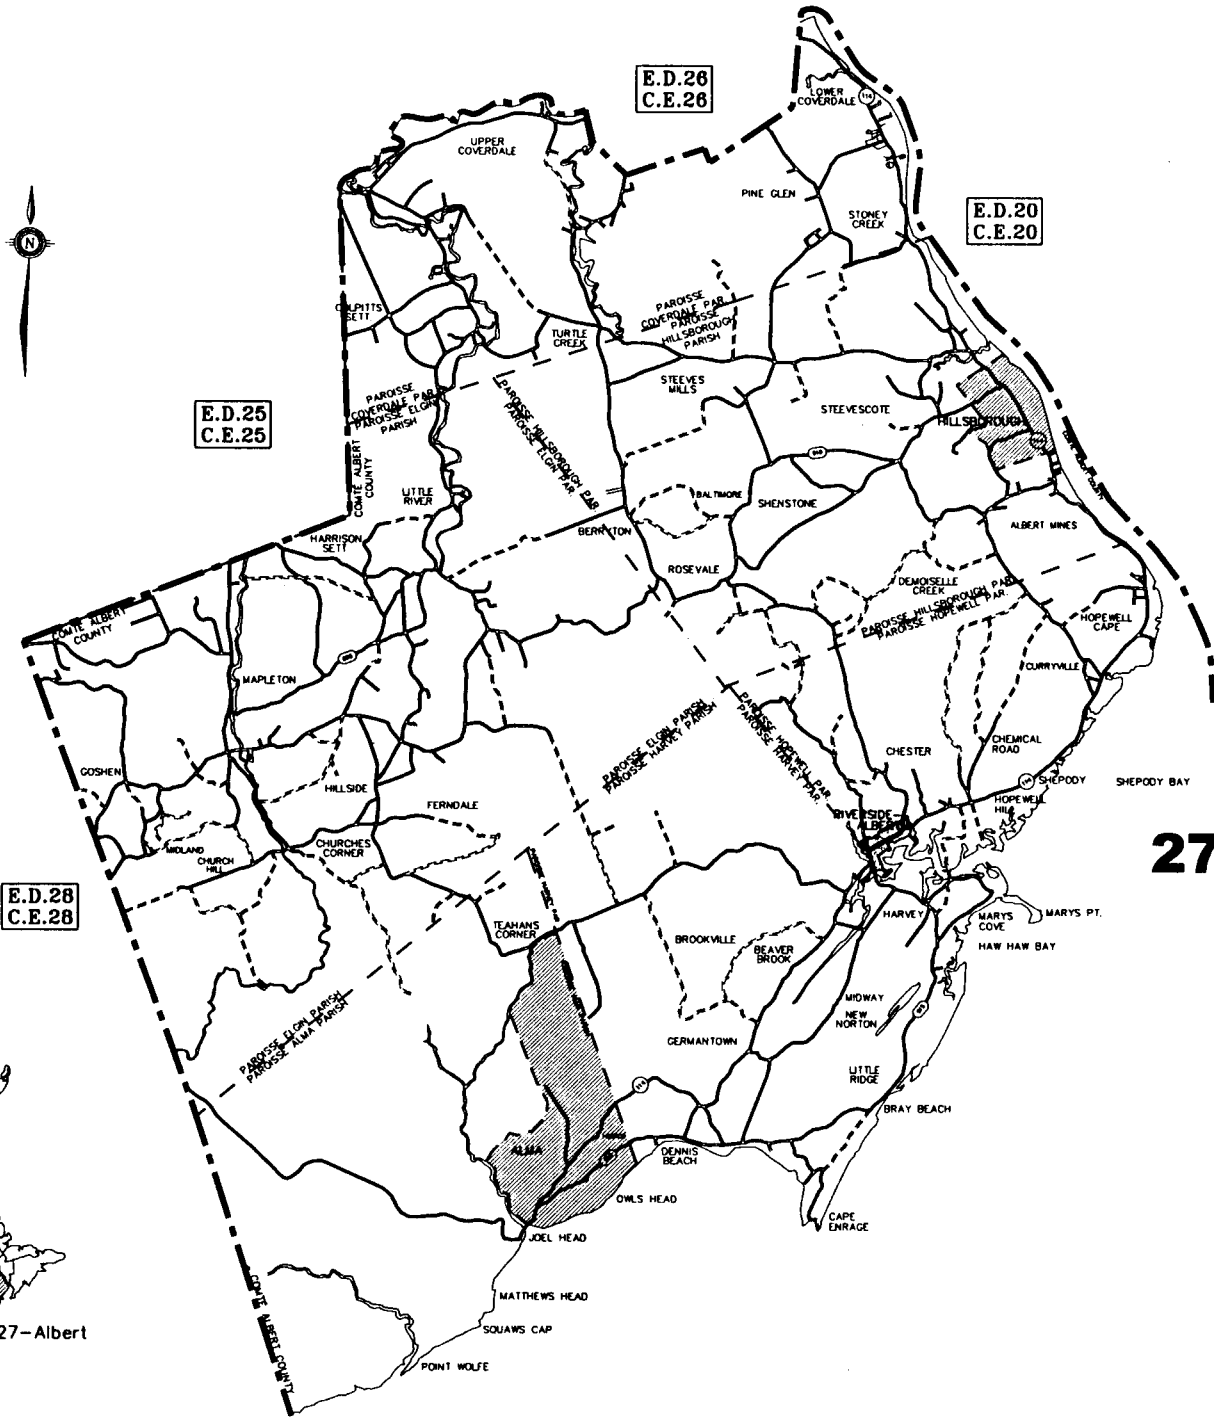 E.D.26
C.E.26
LOWER
COVERDALE
114
UPPER
COVERDALE
PINE GLEN
STONEY
CREEK
E.D.20
C.E.20
N
COLPITTS
SETT
TURTLE
CREEK
PAROISSE
COVERDALE PAR.
PAROISSE
HILLSBOROUGH
PARISH
STEEVES
MILLS
PAROISSE
COVERDALE PAR.
PAROISSE ELGIN
PARISH
PAROISSE HILLSBOROUGH PAR.
PAROISSE ELGIN PAR.
STEEVESCOTE
HILLSBOROUGH
E.D.25
C.E.25
COMTÉ ALBERT
COUNTY
LITTLE
RIVER
BALTIMORE
SHENSTONE
ALBERT MINES
HARRISON
SETT
BERRYTON
ROSEVALE
DEMOISELLE
CREEK
PAROISSE HILLSBOROUGH PAR.
PAROISSE HOPEWELL PAR.
COMTE ALBERT
COUNTY
HOPEWELL
CAPE
CURRYVILLE
MAPLETON
PAROISSE ELGIN PARISH
PAROISSE HARVEY PARISH
PAROISSE HOPEWELL PAR.
PAROISSE HARVEY PAR.
CHESTER
CHEMICAL
ROAD
GOSHEN
HILLSIDE
FERNDALE
SHEPODY
SHEPODY BAY
HOPEWELL
HILL
RIVERSIDE-
ALBERT
MIDLAND
CHURCH
HILL
CHURCHES
CORNER
27
E.D.28
C.E.28
TEAHANS
CORNER
HARVEY
MARYS
COVE
MARYS PT.
BROOKVILLE
BEAVER
BROOK
HAW HAW BAY
MIDWAY
NEW
NORTON
PAROISSE ELGIN PARISH
PAROISSE ALMA PARISH
GERMANTOWN
LITTLE
RIDGE
BRAY BEACH
ALMA
DENNIS
BEACH
OWLS HEAD
CAPE
ENRAGE
JOEL HEAD
MATTHEWS HEAD
SQUAWS CAP
COMTÉ ALBERT COUNTY
27-Albert
POINT WOLFE